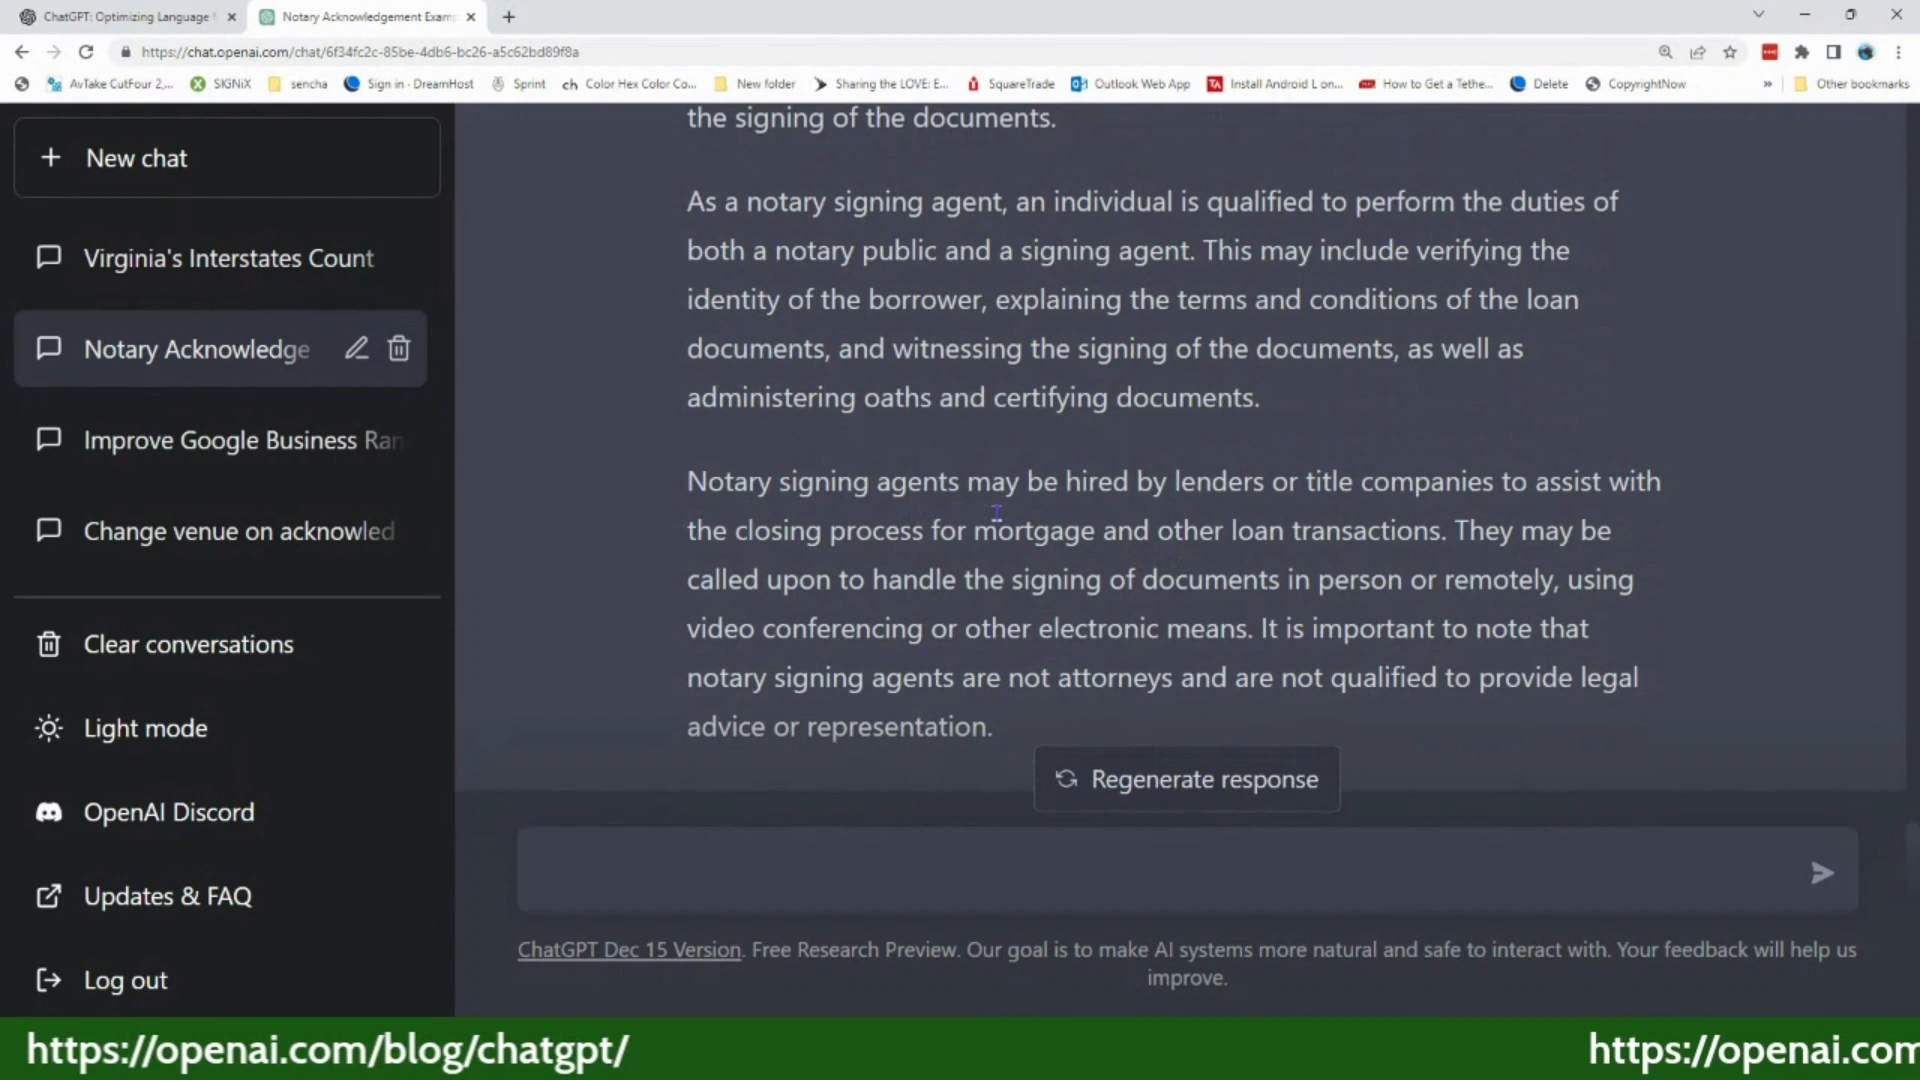 ChatGPT: Optimizing Language
Notary Acknowledgement Exam
https://chat.openai.com/chat/6f34fc2c-85be-4db6-bc26-a5c62bd89f8a
AvTake CutFour 2,...
SIGNiX
sencha
Sign in · DreamHost
Sprint
ch Color Hex Color Co...
New folder
Sharing the LOVE: E...
SquareTrade
Outlook Web App
TA Install Android L on...
How to Get a Tethe...
Delete
CopyrightNow
» Other bookmarks
+ New chat
Virginia's Interstates Count
Notary Acknowledge
Improve Google Business Ran
Change venue on acknowled
Clear conversations
Light mode
OpenAI Discord
Updates & FAQ
Log out
the signing of the documents.
As a notary signing agent, an individual is qualified to perform the duties of
both a notary public and a signing agent. This may include verifying the
identity of the borrower, explaining the terms and conditions of the loan
documents, and witnessing the signing of the documents, as well as
administering oaths and certifying documents.
Notary signing agents may be hired by lenders or title companies to assist with
the closing process for mortgage and other loan transactions. They may be
called upon to handle the signing of documents in person or remotely, using
video conferencing or other electronic means. It is important to note that
notary signing agents are not attorneys and are not qualified to provide legal
advice or representation.
Regenerate response
ChatGPT Dec 15 Version. Free Research Preview. Our goal is to make AI systems more natural and safe to interact with. Your feedback will help us
improve.
https://openai.com/blog/chatgpt/
https://openai.com